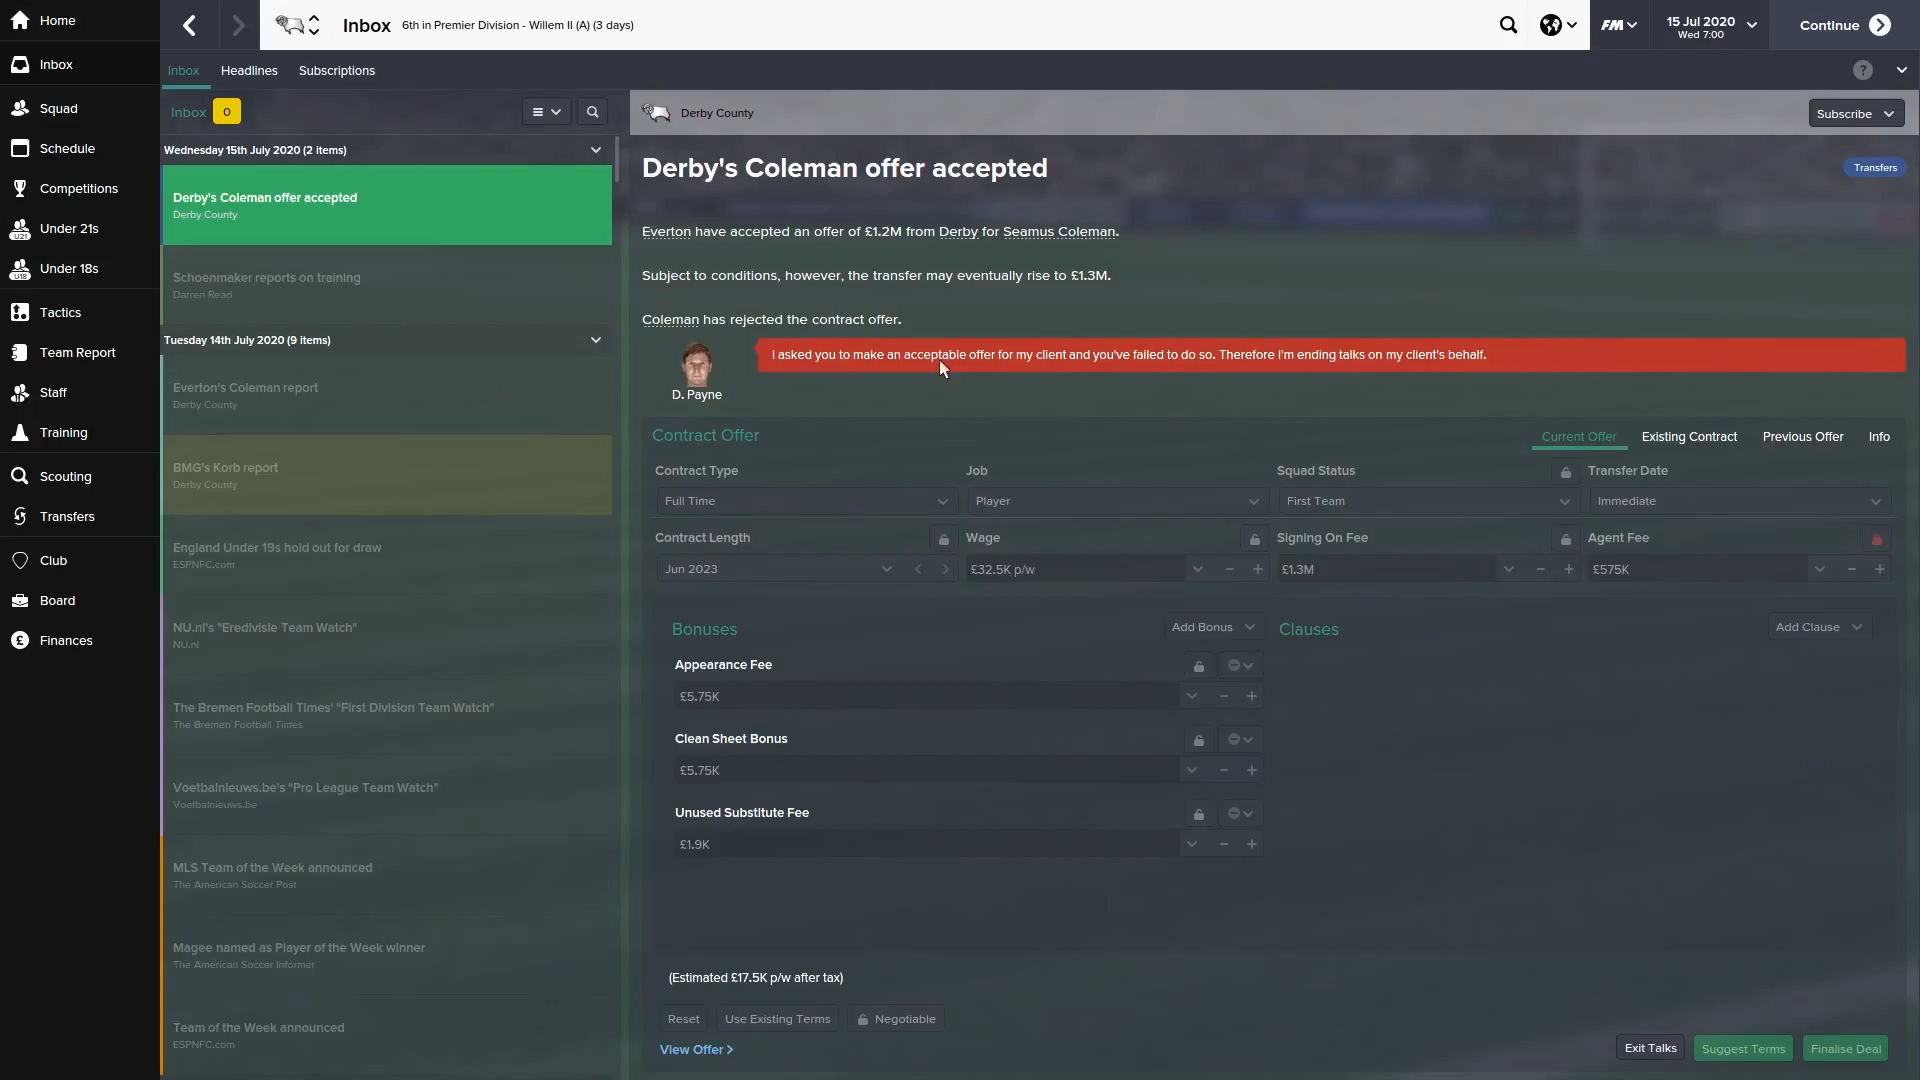 Home
Inbox
Squad
Schedule
Competitions
U21
Under 21s
U18
Under 18s
Tactics
Team Report
Staff
Training
Scouting
Transfers
Club
Board
Finances
Inbox 6th in Premier Division - Willem II (A) (3 days)
FM
15 Jul 2020
Wed 7:00
Continue
Inbox Headlines Subscriptions
?
Inbox 0
Wednesday 15th July 2020 (2 items)
Derby's Coleman offer accepted
Derby County
Schoenmaker reports on training
Darren Read
Tuesday 14th July 2020 (9 items)
Everton's Coleman report
Derby County
BMG's Korb report
Derby County
England Under 19s hold out for draw
ESPNFC.com
NU.nl's "Eredivisie Team Watch"
NU.nl
The Bremen Football Times' "First Division Team Watch"
The Bremen Football Times
Voetbalnieuws.be's "Pro League Team Watch"
Voetbalnieuws.be
MLS Team of the Week announced
The American Soccer Post
Magee named as Player of the Week winner
The American Soccer Informer
Team of the Week announced
ESPNFC.com
Derby County
Subscribe
Derby's Coleman offer accepted
Transfers
Everton have accepted an offer of £1.2M from Derby for Seamus Coleman.
Subject to conditions, however, the transfer may eventually rise to £1.3M.
Coleman has rejected the contract offer.
I asked you to make an acceptable offer for my client and you've failed to do so. Therefore I'm ending talks on my client's behalf.
D. Payne
Contract Offer
Current Offer Existing Contract Previous Offer Info
Contract Type Job Squad Status Transfer Date
Full Time Player First Team Immediate
Contract Length Wage Signing On Fee Agent Fee
Jun 2023 £32.5K p/w £1.3M £575K
Bonuses Add Bonus Clauses Add Clause
Appearance Fee
£5.75K
Clean Sheet Bonus
£5.75K
Unused Substitute Fee
£1.9K
(Estimated £17.5K p/w after tax)
Reset Use Existing Terms Negotiable
View Offer >
Exit Talks Suggest Terms Finalise Deal